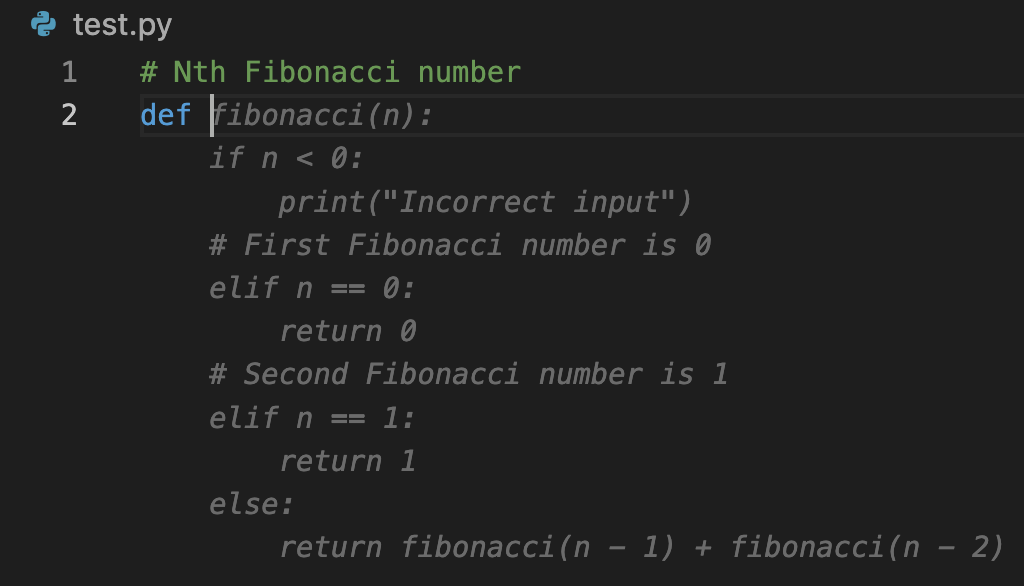 test.py
1 # Nth Fibonacci number
2 def fibonacci(n):
if n < 0:
print("Incorrect input")
# First Fibonacci number is 0
elif n == 0:
return 0
# Second Fibonacci number is 1
elif n == 1:
return 1
else:
return fibonacci(n - 1) + fibonacci(n - 2)